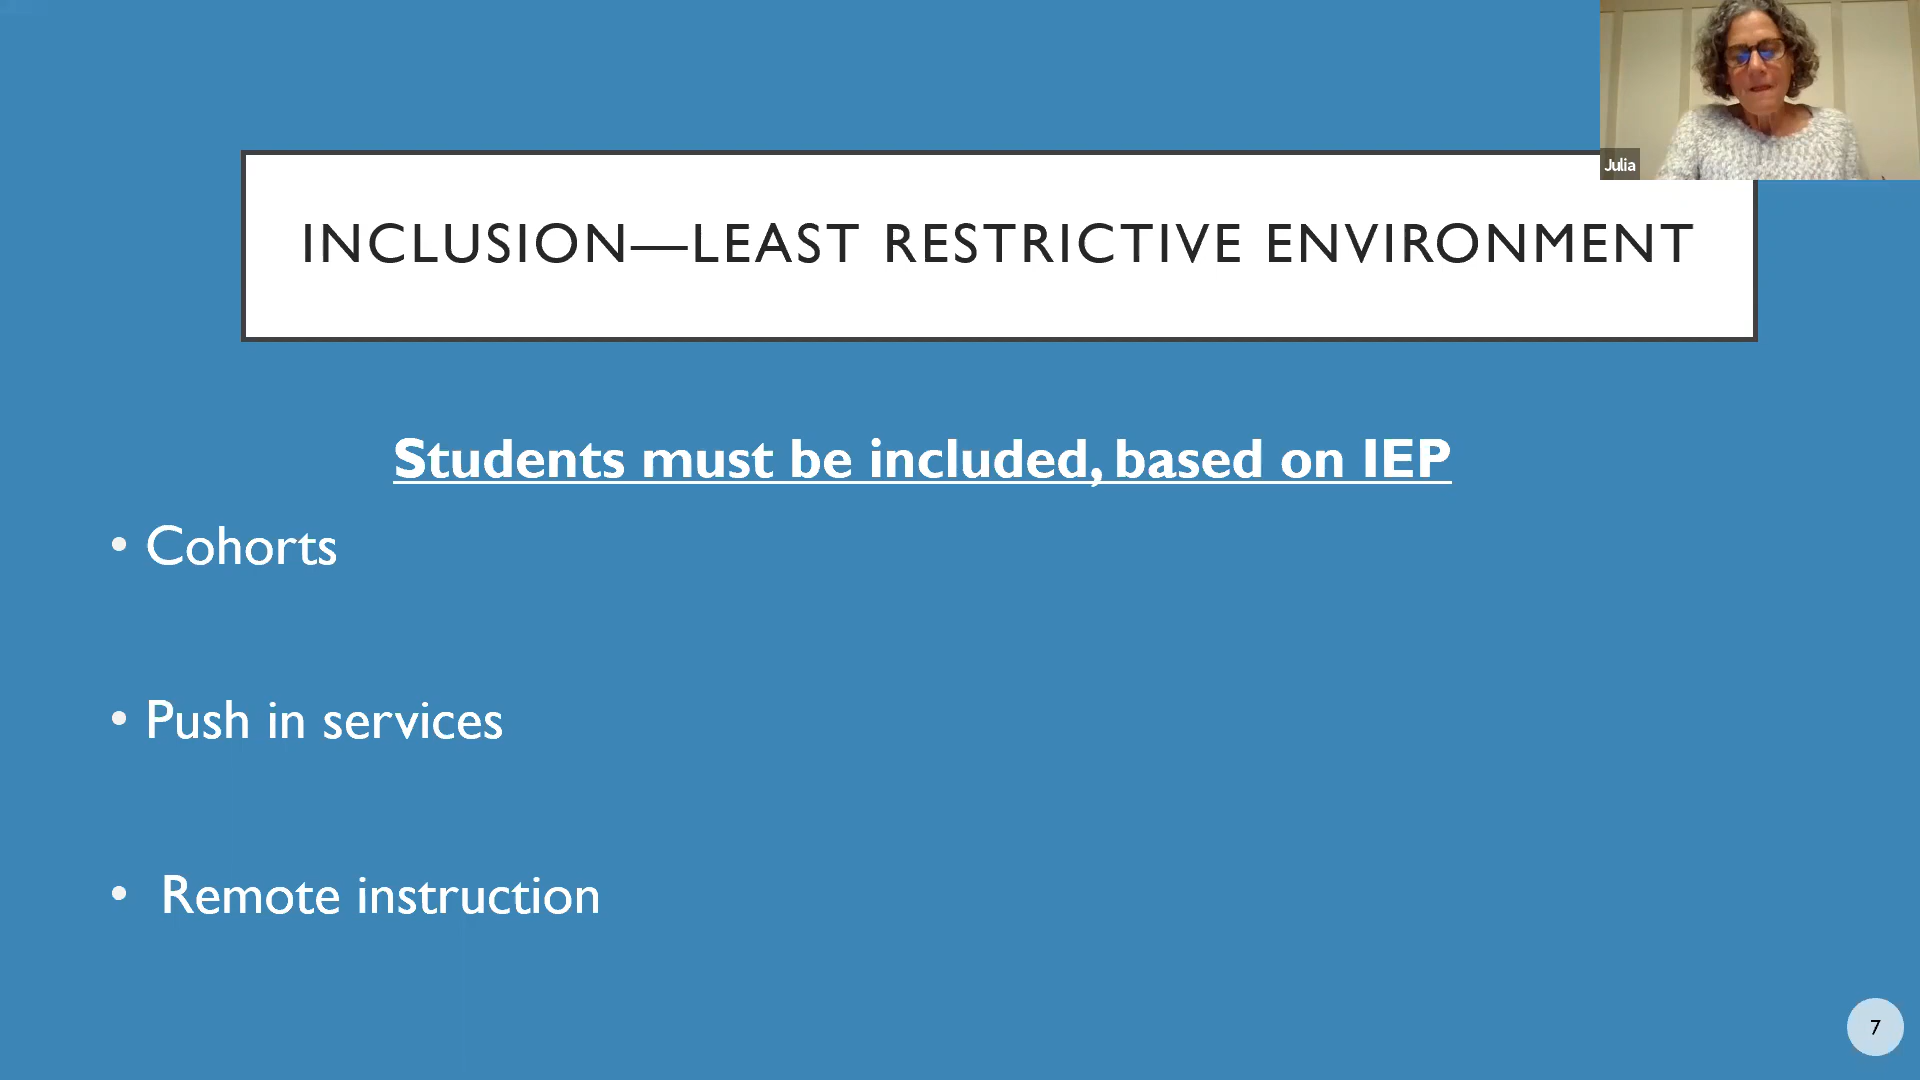 Julia
INCLUSION—LEAST RESTRICTIVE ENVIRONMENT
Students must be included, based on IEP
• Cohorts
• Push in services
• Remote instruction
7